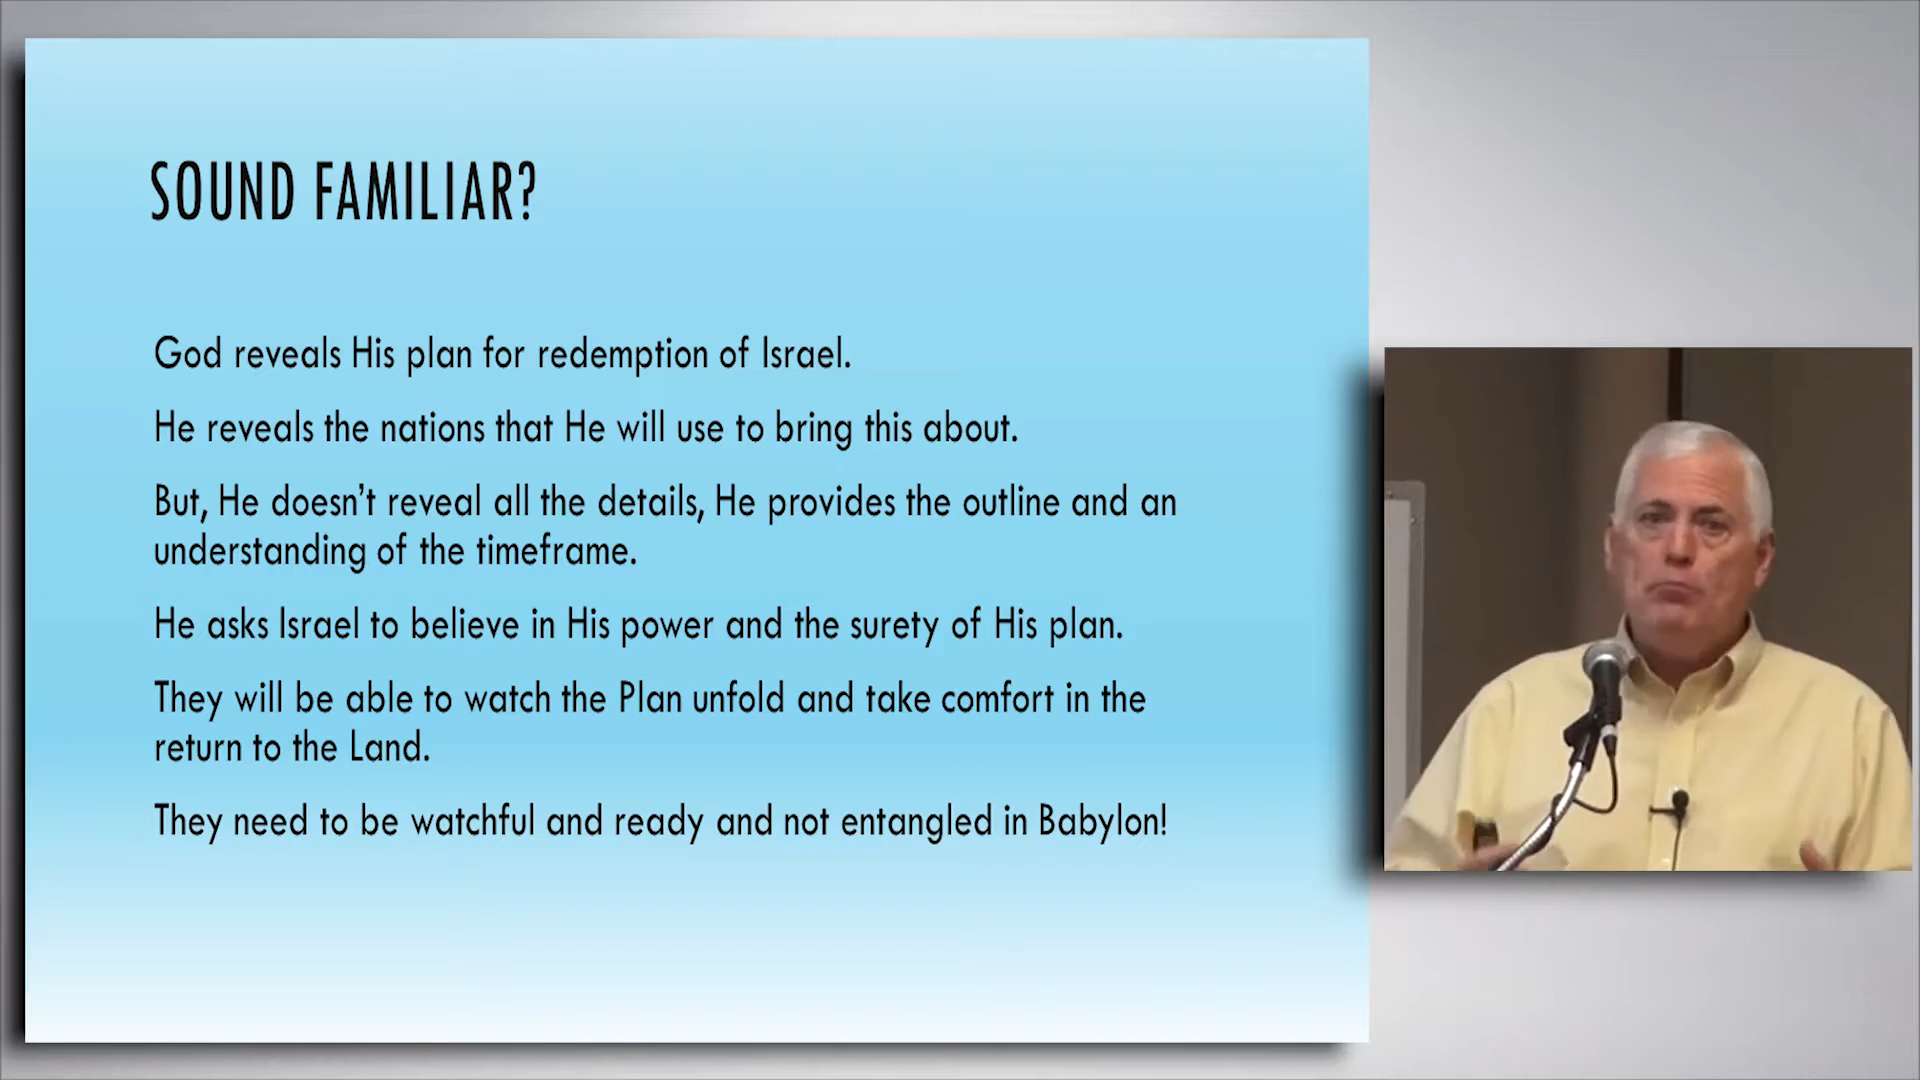 SOUND FAMILIAR?
God reveals His plan for redemption of Israel.
He reveals the nations that He will use to bring this about.
But, He doesn’t reveal all the details, He provides the outline and an
understanding of the timeframe.
He asks Israel to believe in His power and the surety of His plan.
They will be able to watch the Plan unfold and take comfort in the
return to the Land.
They need to be watchful and ready and not entangled in Babylon!